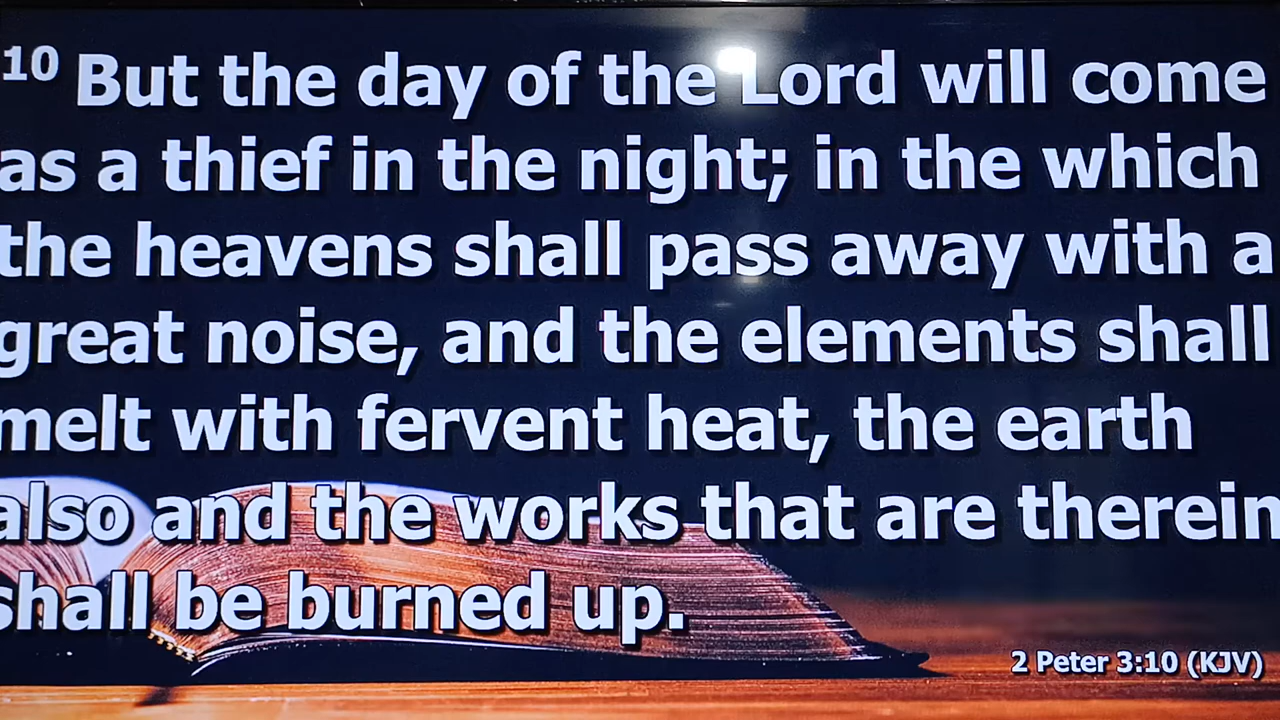 10 But the day of the Lord will come
as a thief in the night; in the which
the heavens shall pass away with a
great noise, and the elements shall
melt with fervent heat, the earth
also and the works that are therein
shall be burned up.
2 Peter 3:10 (KJV)